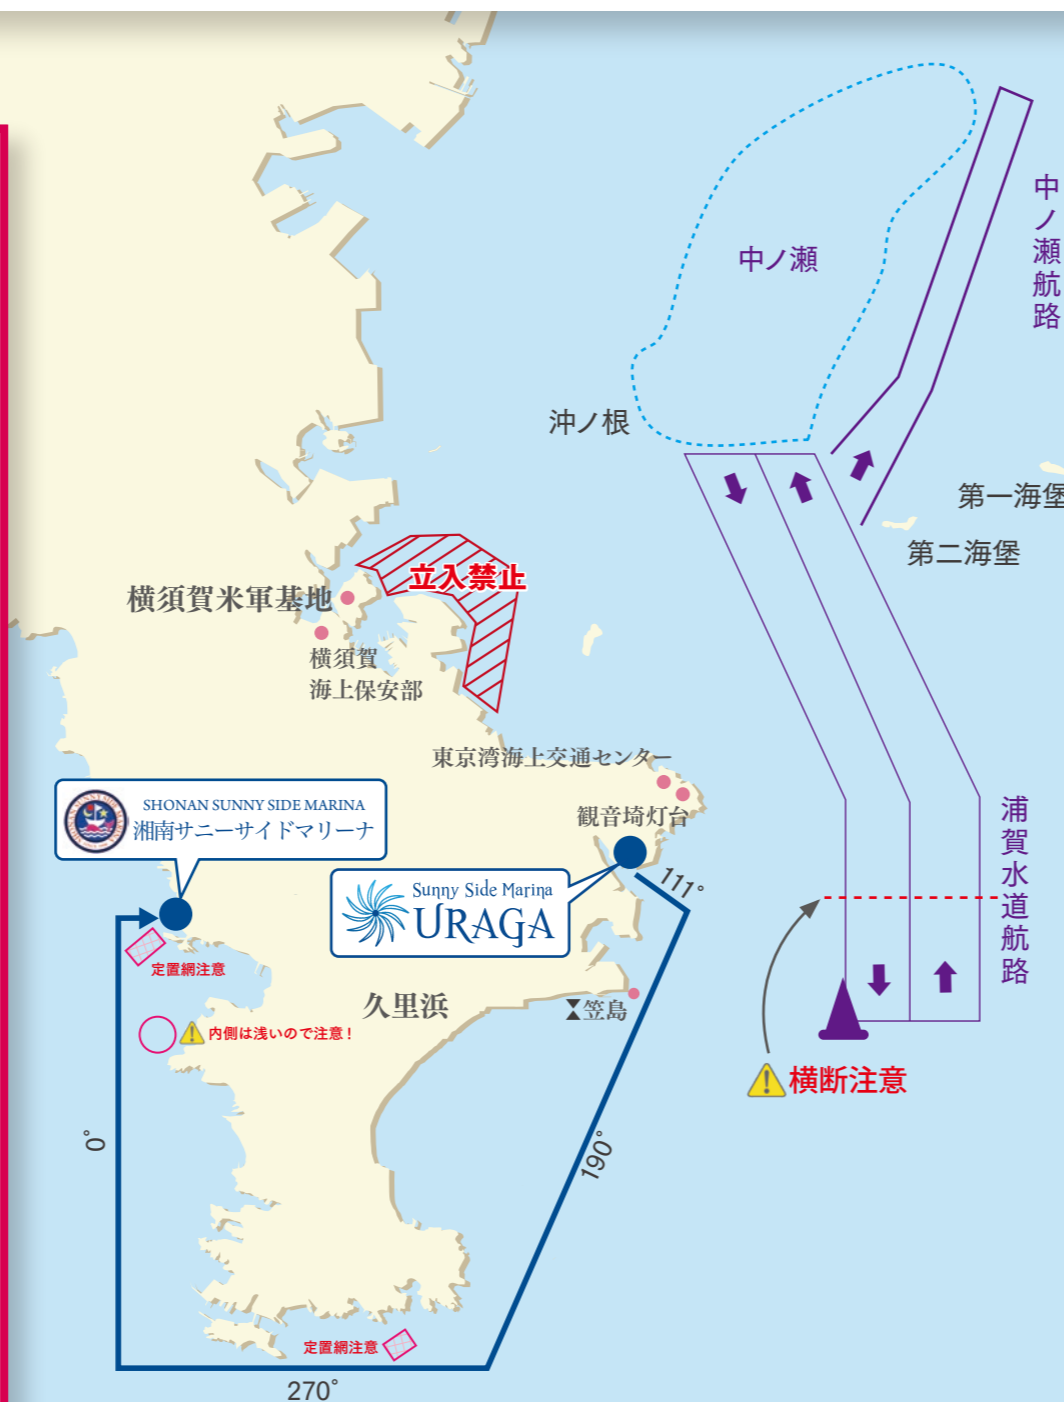 中ノ瀬
中ノ瀬航路
沖ノ根
第一海堡
第二海堡
立入禁止
横須賀米軍基地
横須賀
海上保安部
東京湾海上交通センター
観音埼灯台
SHONAN SUNNY SIDE MARINA
湘南サニーサイドマリーナ
Sunny Side Marina
URAGA
111°
浦賀水道航路
定置網注意
久里浜
笠島
内側は浅いので注意！
横断注意
0°
190°
定置網注意
270°